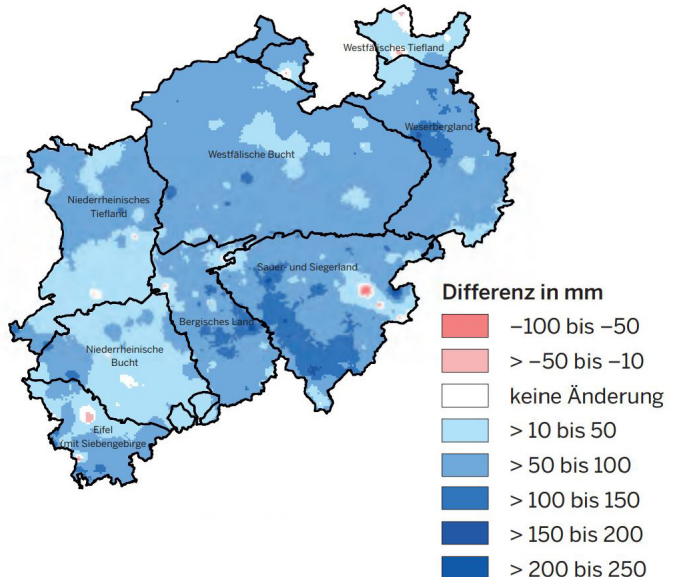 Westfälisches Tiefland
Weserbergland
Westfälische Bucht
Niederrheinisches
Tiefland
Sauer- und Siegerland
Bergisches Land
Niederrheinische
Bucht
Eifel
(mit Siebengebirge)
Differenz in mm
−100 bis −50
> −50 bis −10
keine Änderung
> 10 bis 50
> 50 bis 100
> 100 bis 150
> 150 bis 200
> 200 bis 250